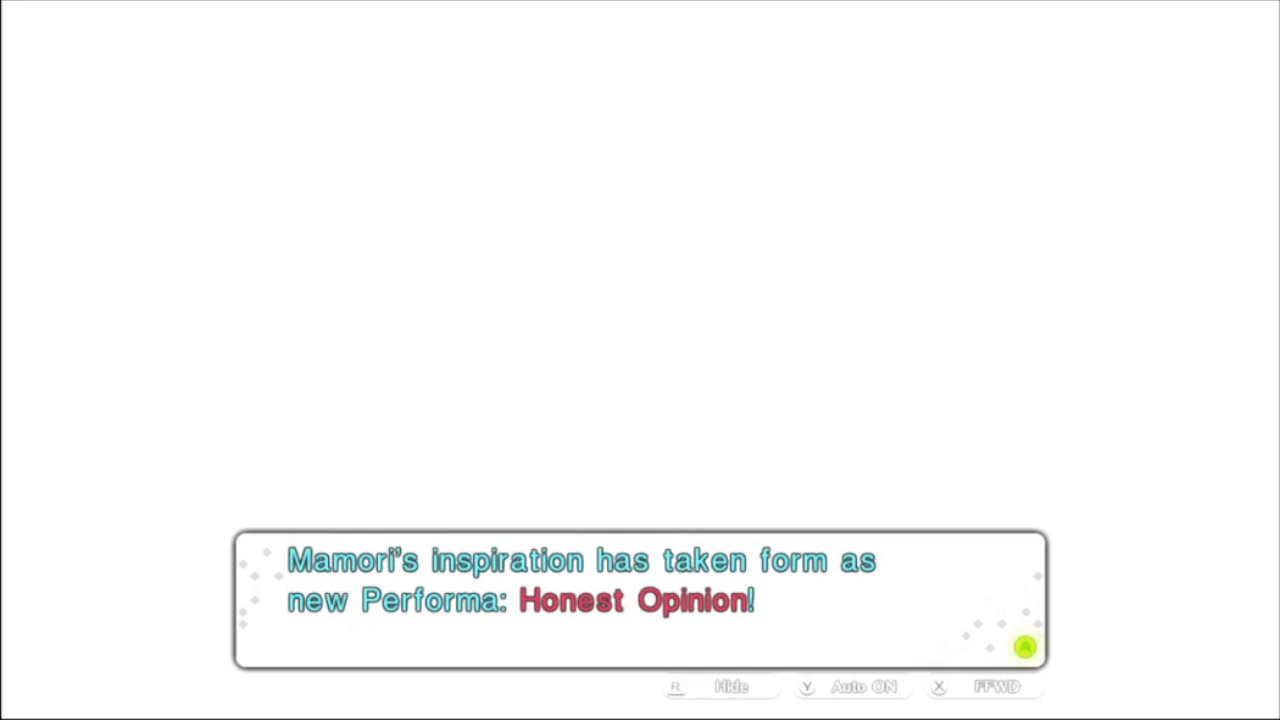 Mamori's inspiration has taken form as
new Performa: Honest Opinion!
A
R Hide Y Auto ON X FFWD